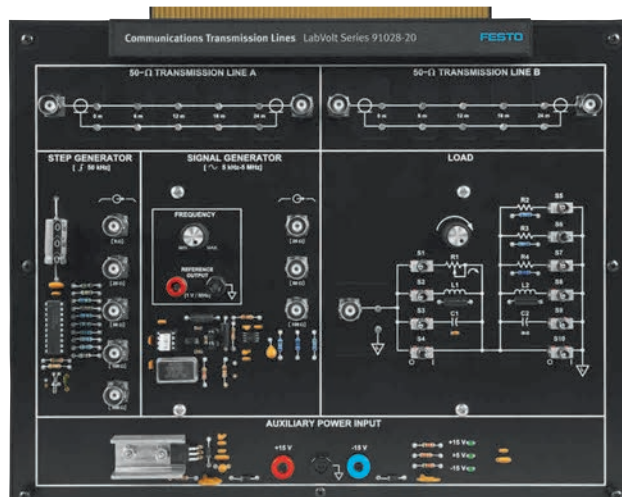 Communications Transmission Lines LabVolt Series 91028-20
FESTO
50-Ω TRANSMISSION LINE A
0 m 6 m 12 m 18 m 24 m
50-Ω TRANSMISSION LINE B
0 m 6 m 12 m 18 m 24 m
STEP GENERATOR
[ 50 kHz]
SIGNAL GENERATOR
[ 5 kHz-5 MHz]
FREQUENCY
MIN. MAX.
REFERENCE
OUTPUT
[1 V / MHz]
LOAD
S1
R1
S2
L1
S3
C1
S4
O I
R2
S5
R3
S6
R4
S7
L2
S8
C2
S9
S10
O I
AUXILIARY POWER INPUT
+15 V
-15 V
+15 V
+5 V
-15 V